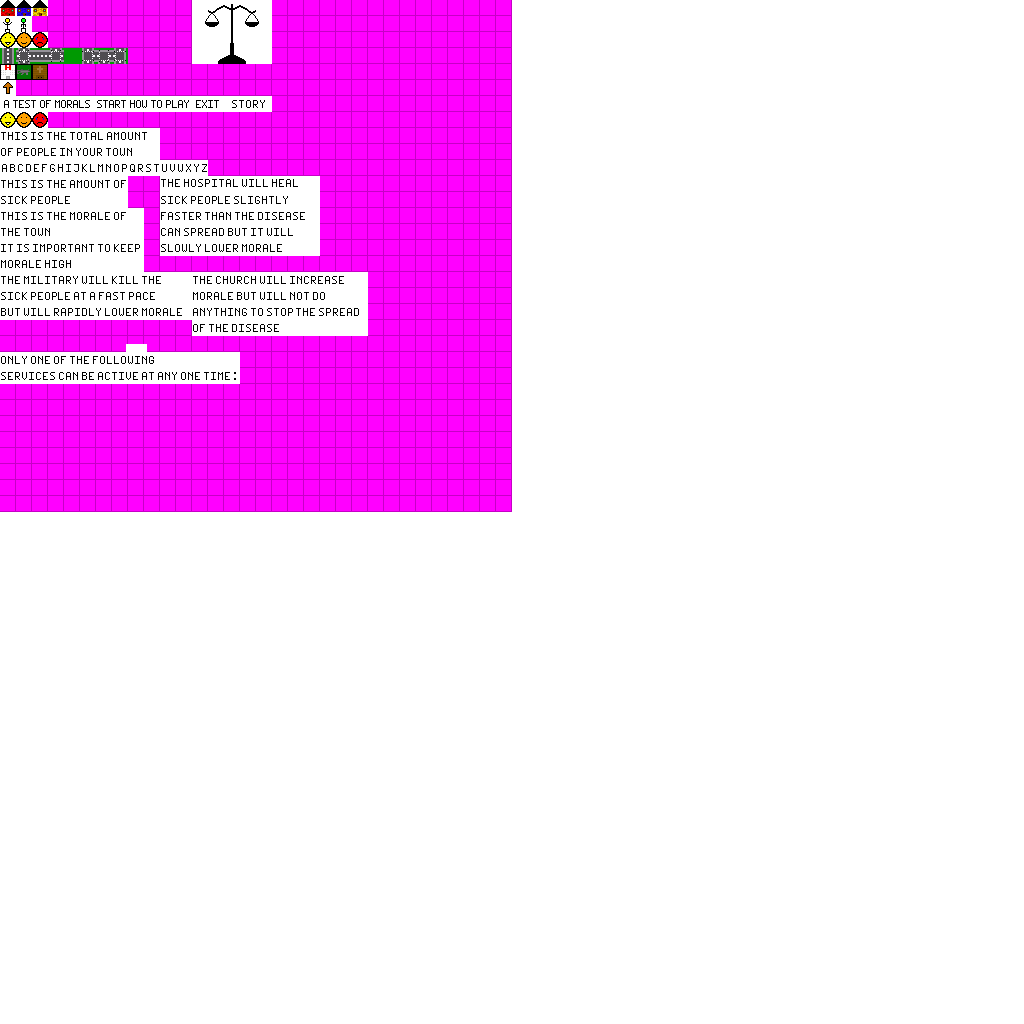 A TEST OF MORALS START HOW TO PLAY EXIT STORY
THIS IS THE TOTAL AMOUNT
OF PEOPLE IN YOUR TOWN
ABCDEFGHIJKLMNOPQRSTUVWXYZ
THIS IS THE AMOUNT OF
SICK PEOPLE
THE HOSPITAL WILL HEAL
SICK PEOPLE SLIGHTLY
FASTER THAN THE DISEASE
CAN SPREAD BUT IT WILL
SLOWLY LOWER MORALE
THIS IS THE MORALE OF
THE TOWN
IT IS IMPORTANT TO KEEP
MORALE HIGH
THE MILITARY WILL KILL THE
SICK PEOPLE AT A FAST PACE
BUT WILL RAPIDLY LOWER MORALE
THE CHURCH WILL INCREASE
MORALE BUT WILL NOT DO
ANYTHING TO STOP THE SPREAD
OF THE DISEASE
ONLY ONE OF THE FOLLOWING
SERVICES CAN BE ACTIVE AT ANY ONE TIME: